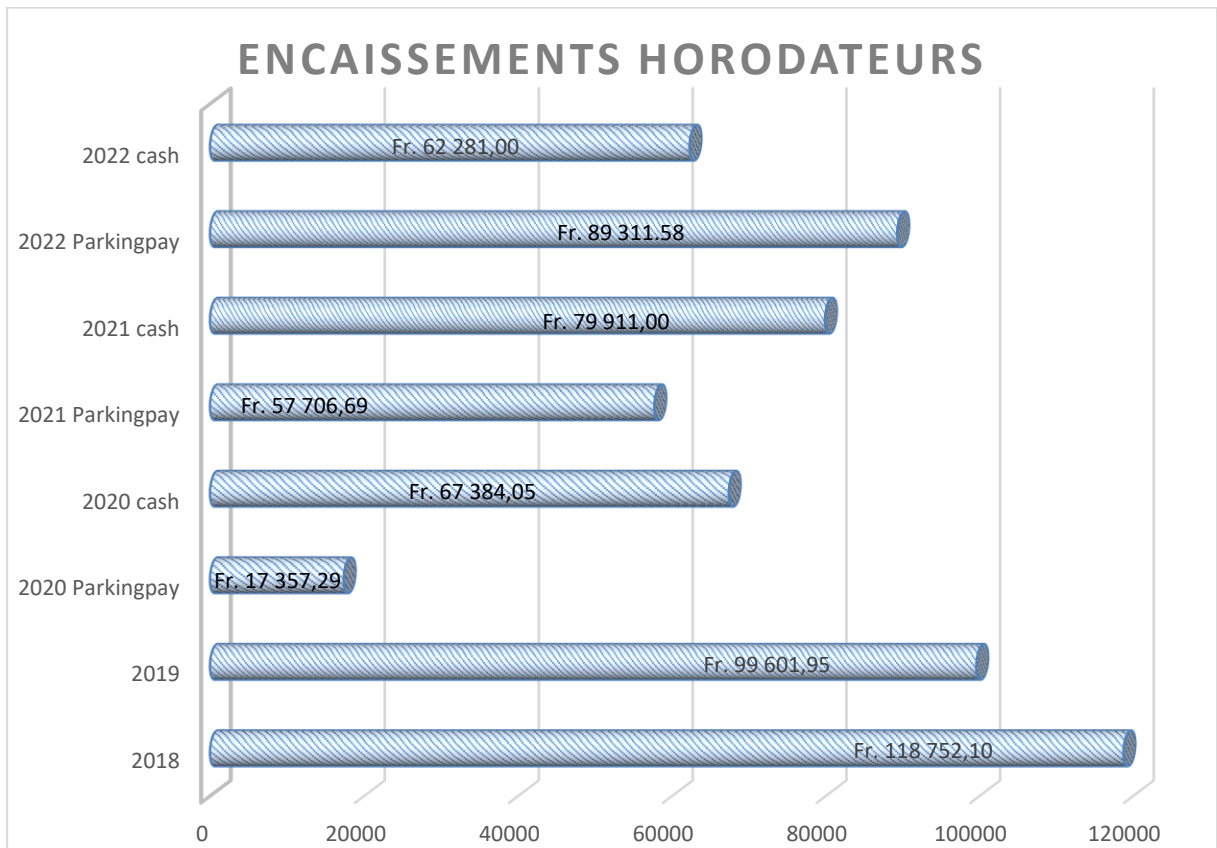 ENCAISSEMENTS HORODATEURS
2022 cash
Fr. 62 281,00
2022 Parkingpay
Fr. 89 311.58
2021 cash
Fr. 79 911,00
2021 Parkingpay
Fr. 57 706,69
2020 cash
Fr. 67 384,05
2020 Parkingpay
Fr. 17 357,29
2019
Fr. 99 601,95
2018
Fr. 118 752,10
0 20000 40000 60000 80000 100000 120000